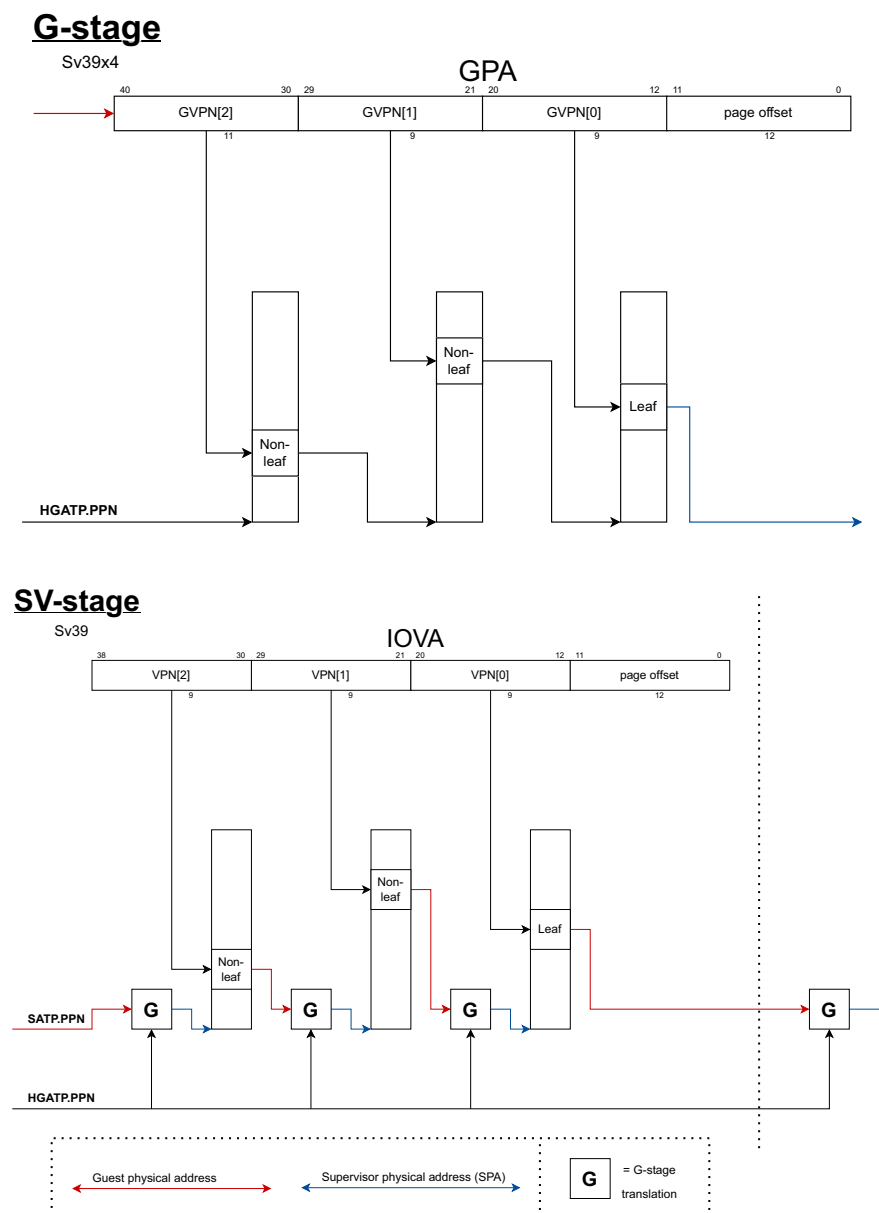 G-stage
Sv39x4
GPA
40 30 29 21 20 12 11 0
GVPN[2] GVPN[1] GVPN[0] page offset
11 9 9 12
Non-
leaf
Leaf
Non-
leaf
HGATP.PPN
SV-stage
Sv39
IOVA
38 30 29 21 20 12 11 0
VPN[2] VPN[1] VPN[0] page offset
9 9 9 12
Non-
leaf
Leaf
Non-
leaf
SATP.PPN G G G G
HGATP.PPN
Guest physical address
Supervisor physical address (SPA)
G
= G-stage
translation